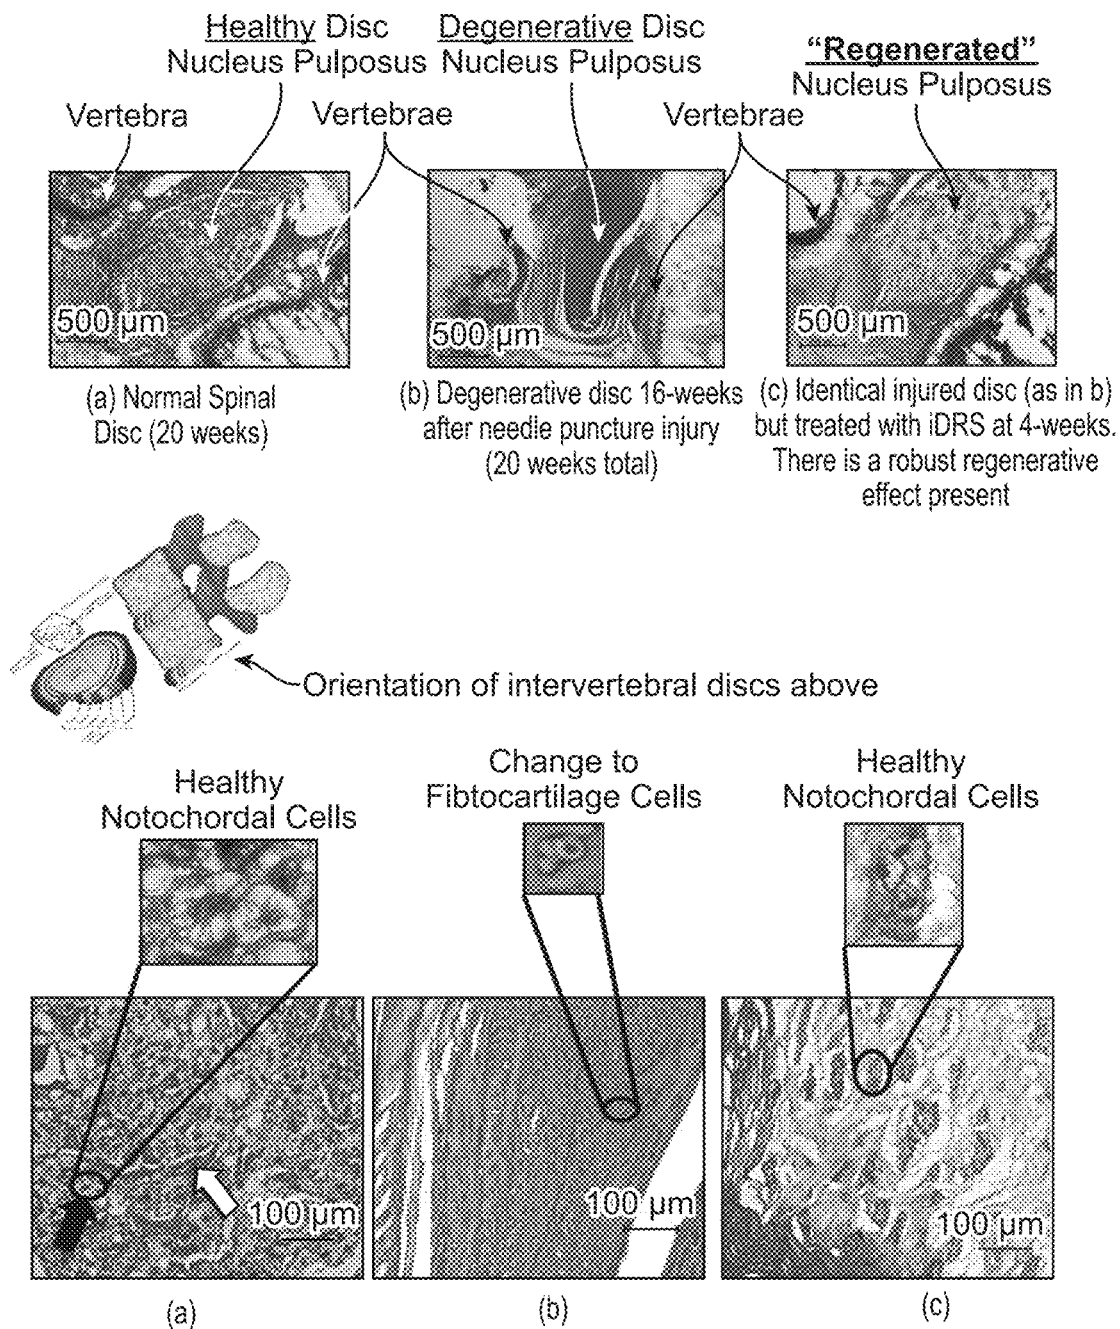 Healthy Disc
Nucleus Pulposus
Degenerative Disc
Nucleus Pulposus
"Regenerated"
Nucleus Pulposus
Vertebra
Vertebrae
Vertebrae
500 µm
500 µm
500 µm
(a) Normal Spinal
Disc (20 weeks)
(b) Degenerative disc 16-weeks
after needle puncture injury
(20 weeks total)
(c) Identical injured disc (as in b)
but treated with iDRS at 4-weeks.
There is a robust regenerative
effect present
Orientation of intervertebral discs above
Healthy
Notochordal Cells
Change to
Fibtocartilage Cells
Healthy
Notochordal Cells
100 µm
100 µm
100 µm
(a)
(b)
(c)